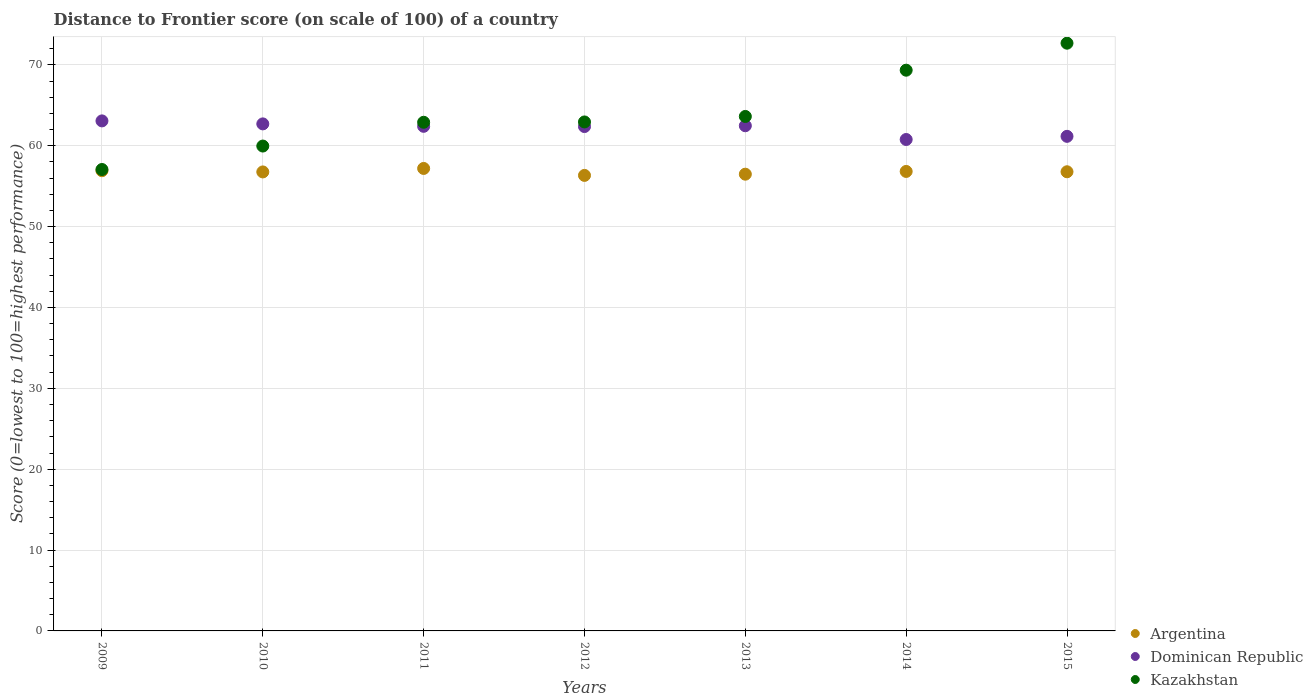 Distance to Frontier score (on scale of 100) of a country
Score (0=lowest to 100=highest performance)
70
60
50
40
30
20
10
0
2009
2010
2011
2012
2013
2014
2015
Years
Argentina
Dominican Republic
Kazakhstan